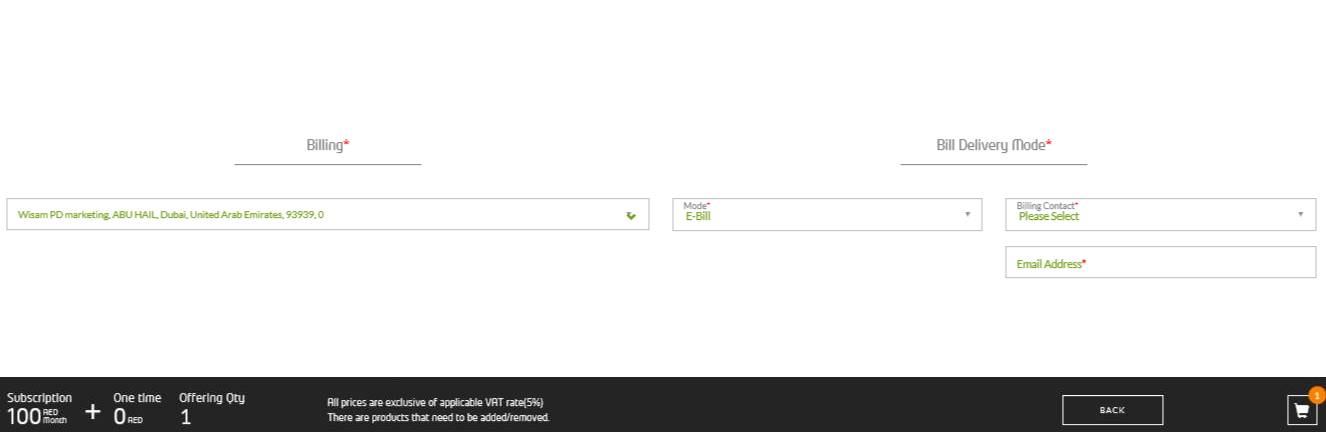 Billing*
Bill Delivery Mode*
Wisam PD marketing, ABU HAIL, Dubai, United Arab Emirates, 93939, 0
Mode*
E-Bill
Billing Contact*
Please Select
Email Address*
Subscription
100 AED Month
+
One time
0 AED
Offering Qty
1
All prices are exclusive of applicable VAT rate(5%)
There are products that need to be added/removed.
BACK
1